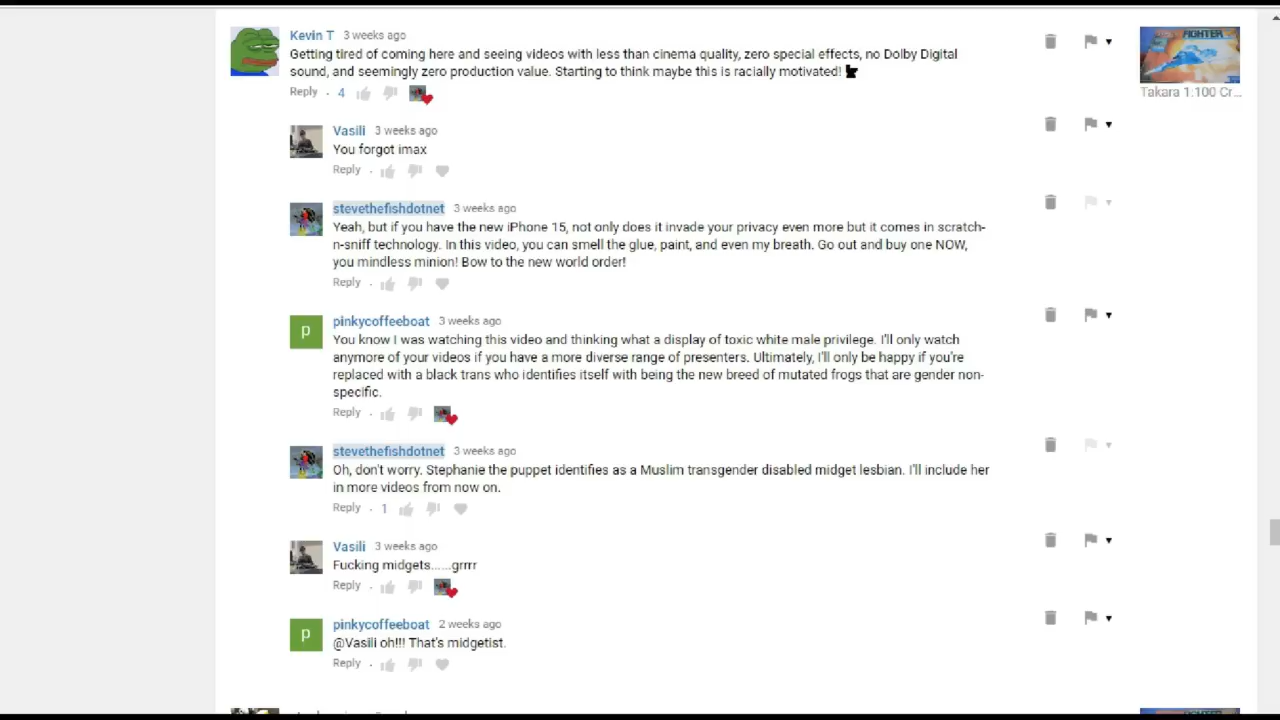 Kevin T 3 weeks ago
Getting tired of coming here and seeing videos with less than cinema quality, zero special effects, no Dolby Digital
sound, and seemingly zero production value. Starting to think maybe this is racially motivated!
Reply . 4
FIGHTER
Takara 1:100 Cr...
Vasili 3 weeks ago
You forgot imax
Reply .
stevethefishdotnet 3 weeks ago
Yeah, but if you have the new iPhone 15, not only does it invade your privacy even more but it comes in scratch-
n-sniff technology. In this video, you can smell the glue, paint, and even my breath. Go out and buy one NOW,
you mindless minion! Bow to the new world order!
Reply .
P
pinkycoffeeboat 3 weeks ago
You know I was watching this video and thinking what a display of toxic white male privilege. I'll only watch
anymore of your videos if you have a more diverse range of presenters. Ultimately, I'll only be happy if you're
replaced with a black trans who identifies itself with being the new breed of mutated frogs that are gender non-
specific.
Reply .
stevethefishdotnet 3 weeks ago
Oh, don't worry. Stephanie the puppet identifies as a Muslim transgender disabled midget lesbian. I'll include her
in more videos from now on.
Reply . 1
Vasili 3 weeks ago
Fucking midgets......grrr
Reply .
P
pinkycoffeeboat 2 weeks ago
@Vasili oh!!! That's midgetist.
Reply .